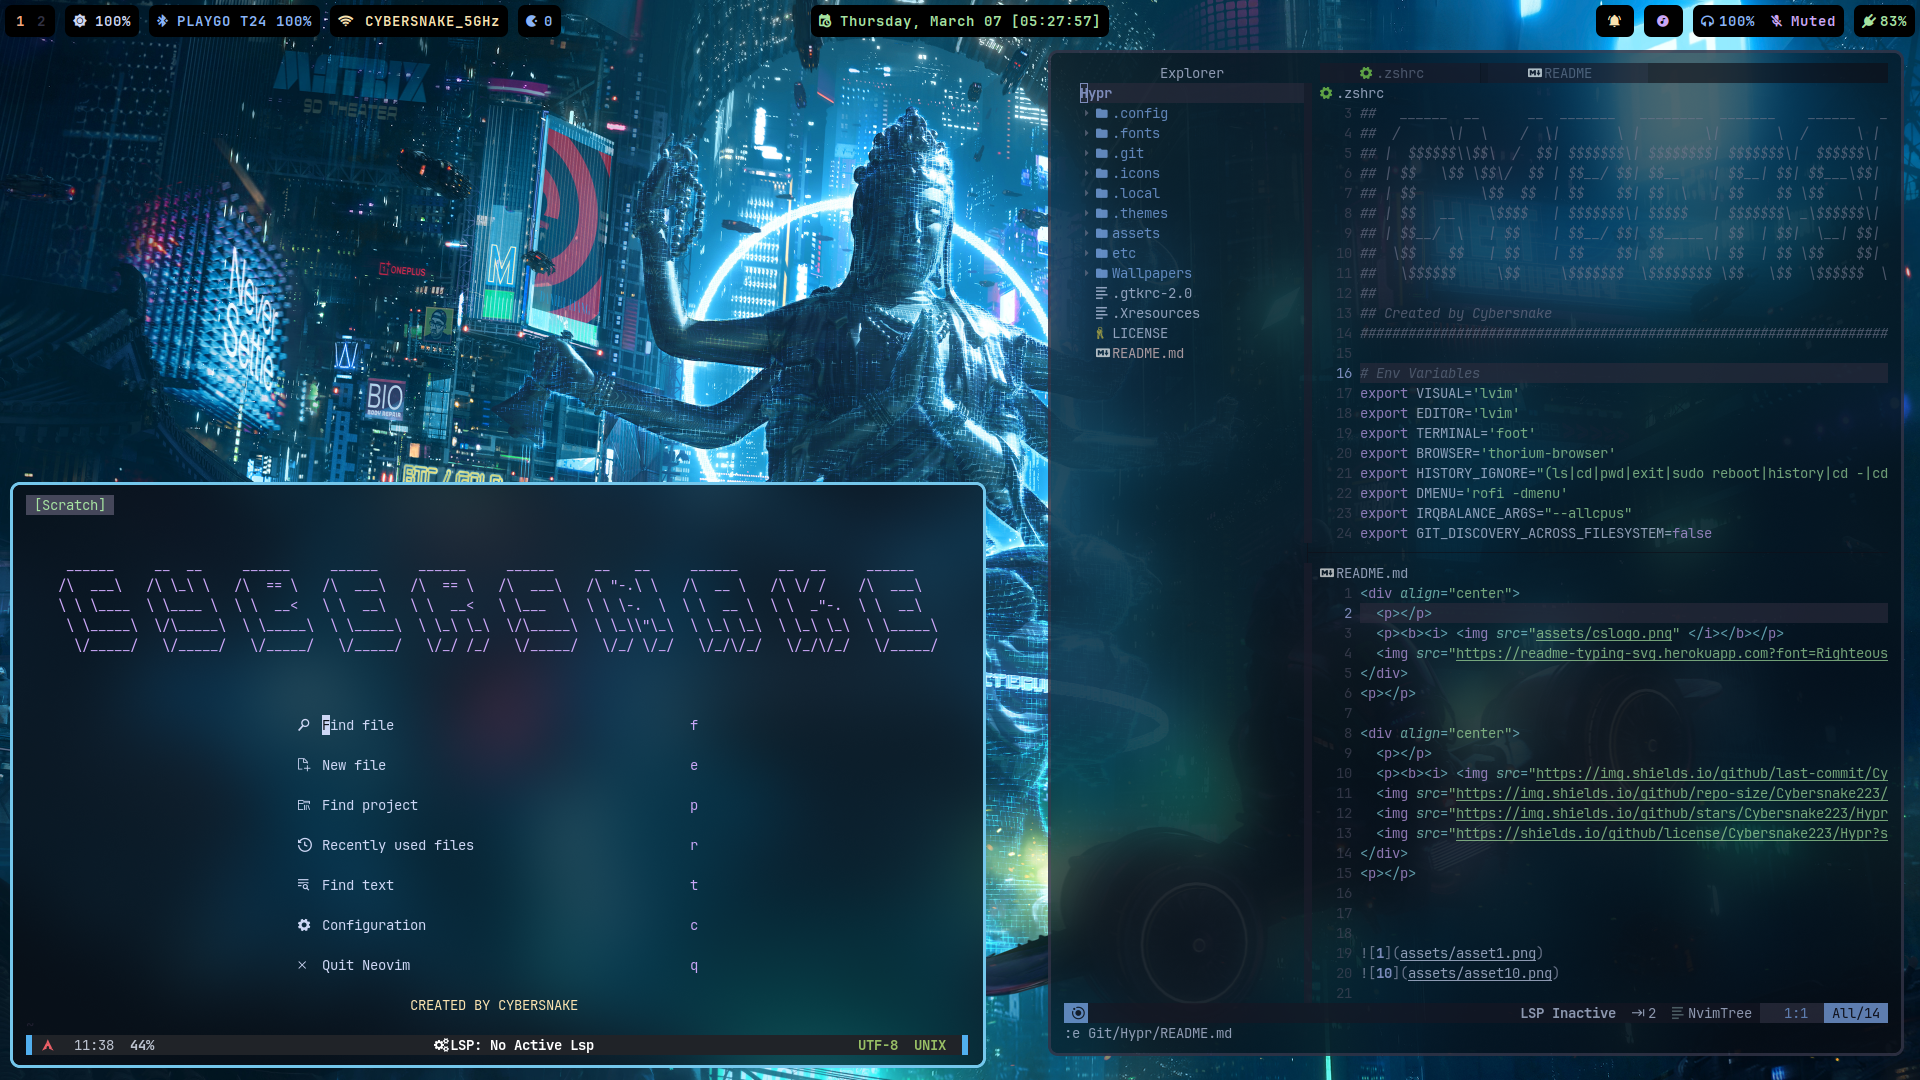 1 2 100% PLAYGO T24 100% CYBERSNAKE_5GHz 0 Thursday, March 07 [05:27:57] 100% Muted 83%
SD THEATER
ONEPLUS
M
Never
Settle
BIO
BODY REPAIR
[Scratch]
Find file f
New file e
Find project p
Recently used files r
Find text t
Configuration c
Quit Neovim q
CREATED BY CYBERSNAKE
11:38 44% LSP: No Active Lsp UTF-8 UNIX
Explorer
Hypr
.config
.fonts
.git
.icons
.local
.themes
assets
etc
Wallpapers
.gtkrc-2.0
.Xresources
LICENSE
README.md
.zshrc README
.zshrc
12 ##
13 ## Created by Cybersnake
14 ##################################################################
15
16 # Env Variables
17 export VISUAL='lvim'
18 export EDITOR='lvim'
19 export TERMINAL='foot'
20 export BROWSER='thorium-browser'
21 export HISTORY_IGNORE="(ls|cd|pwd|exit|sudo reboot|history|cd -|cd
22 export DMENU='rofi -dmenu'
23 export IRQBALANCE_ARGS="--allcpus"
24 export GIT_DISCOVERY_ACROSS_FILESYSTEM=false
README.md
1 <div align="center">
2 <p></p>
3 <p><b><i> <img src="assets/cslogo.png" </i></b></p>
4 <img src="https://readme-typing-svg.herokuapp.com?font=Righteous
5 </div>
6 <p></p>
7
8 <div align="center">
9 <p></p>
10 <p><b><i> <img src="https://img.shields.io/github/last-commit/Cy
11 <img src="https://img.shields.io/github/repo-size/Cybersnake223/
12 <img src="https://img.shields.io/github/stars/Cybersnake223/Hypr
13 <img src="https://shields.io/github/license/Cybersnake223/Hypr?s
14 </div>
15 <p></p>
16
17
18
19 ![1](assets/asset1.png)
20 ![10](assets/asset10.png)
21
LSP Inactive 2 NvimTree 1:1 All/14
:e Git/Hypr/README.md